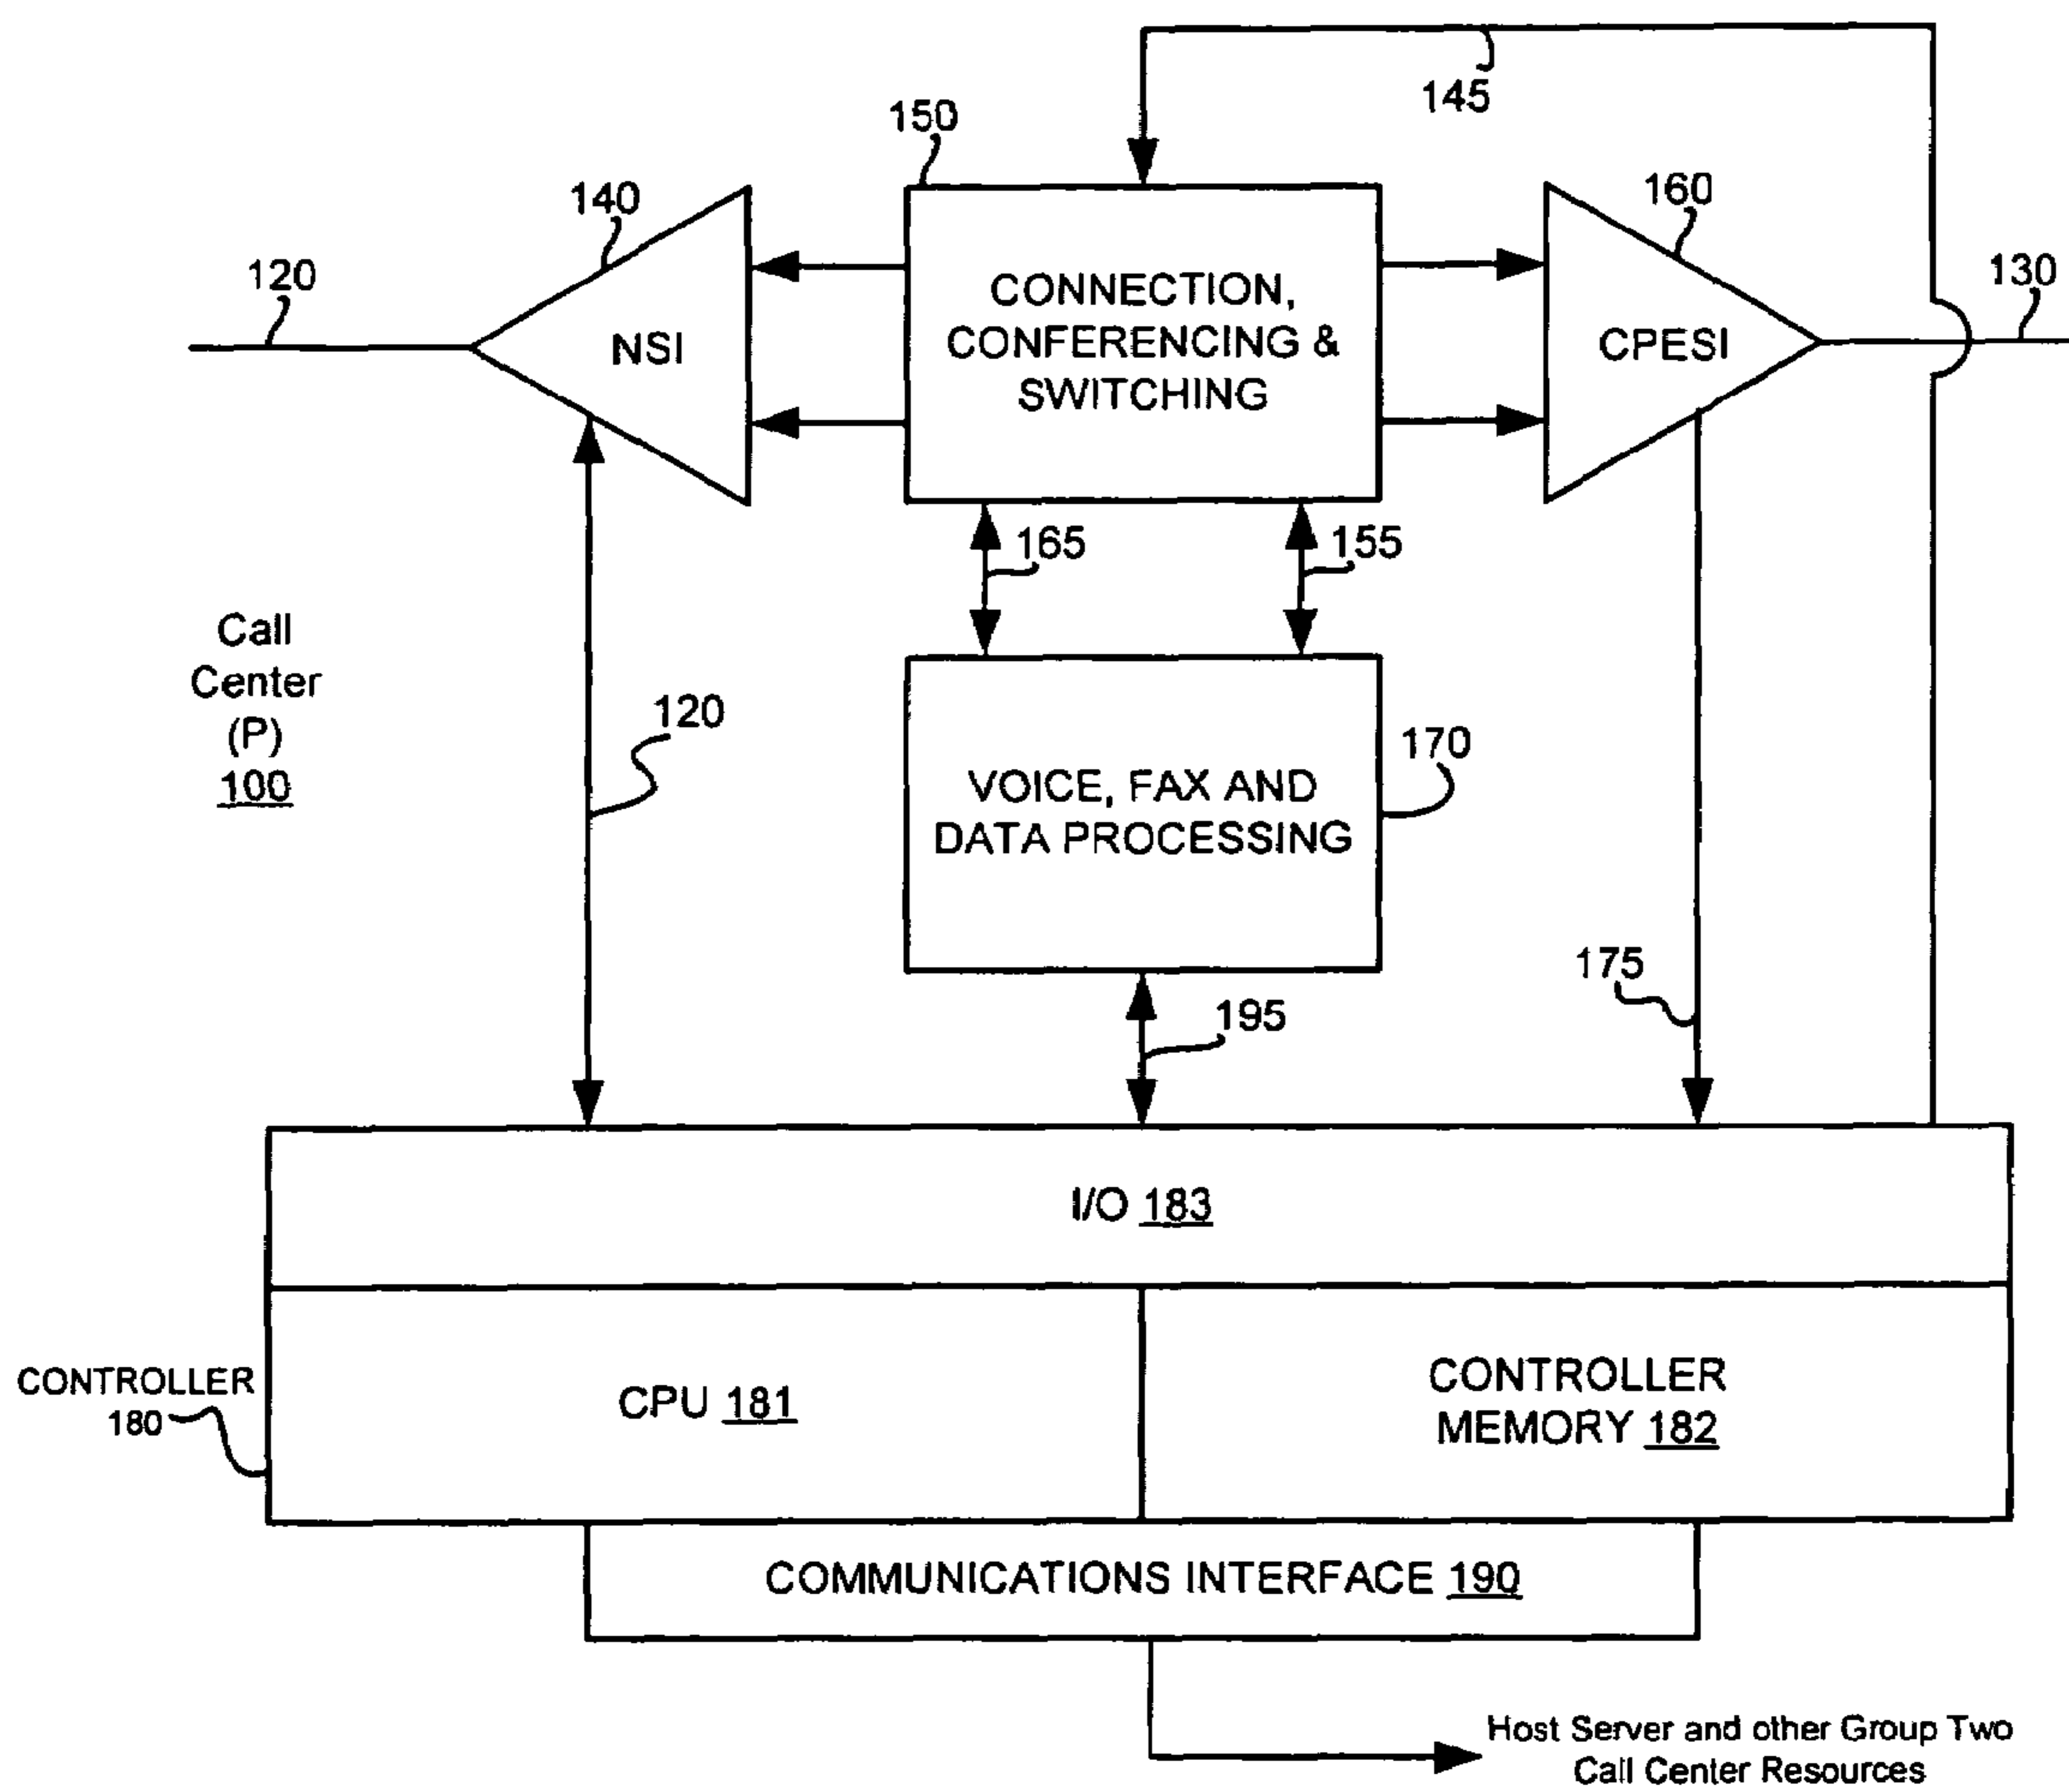 145
150
140
160
120
130
CONNECTION,
CONFERENCING &
SWITCHING
NSI
CPESI
165
155
Call
Center
(P)
100
120
170
VOICE, FAX AND
DATA PROCESSING
175
195
I/O 183
CONTROLLER
180
CPU 181
CONTROLLER
MEMORY 182
COMMUNICATIONS INTERFACE 190
Host Server and other Group Two
Call Center Resources